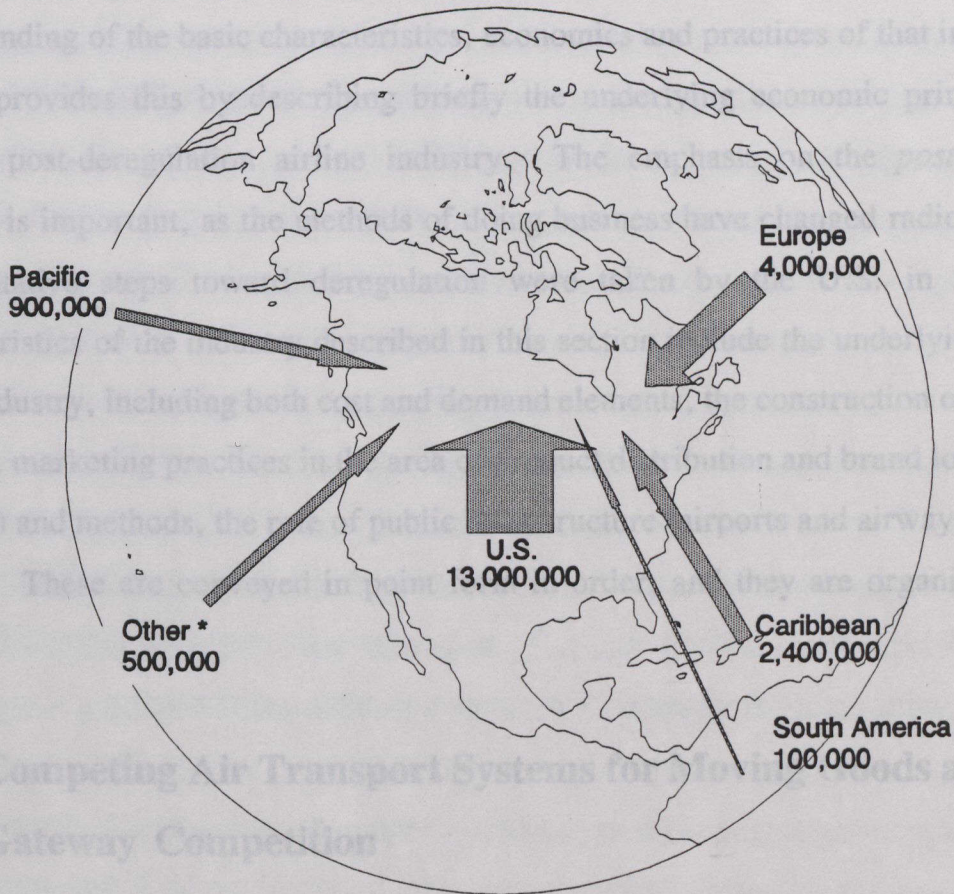 nding of the basic characteristics, economics and practices of that in
provides this by describing briefly the underlying economic prin
post-deregulation airline industry. The emphasis on the post
is important, as the methods of doing business have changed radic
Europe
4,000,000
Pacific
900,000
steps toward deregulation were taken by the U.S. in
ristics of the industry described in this section include the underlyi
dustry, including both cost and demand elements, the construction o
marketing practices in the area of product distribution and brand lo
and methods, the role of public infrastructure (airports and airway
U.S.
13,000,000
These are conveyed in point form in order, and they are organi
Other *
500,000
Caribbean
2,400,000
South America
100,000
Competing Air Transport Systems for Moving Goods a
Gateway Competition